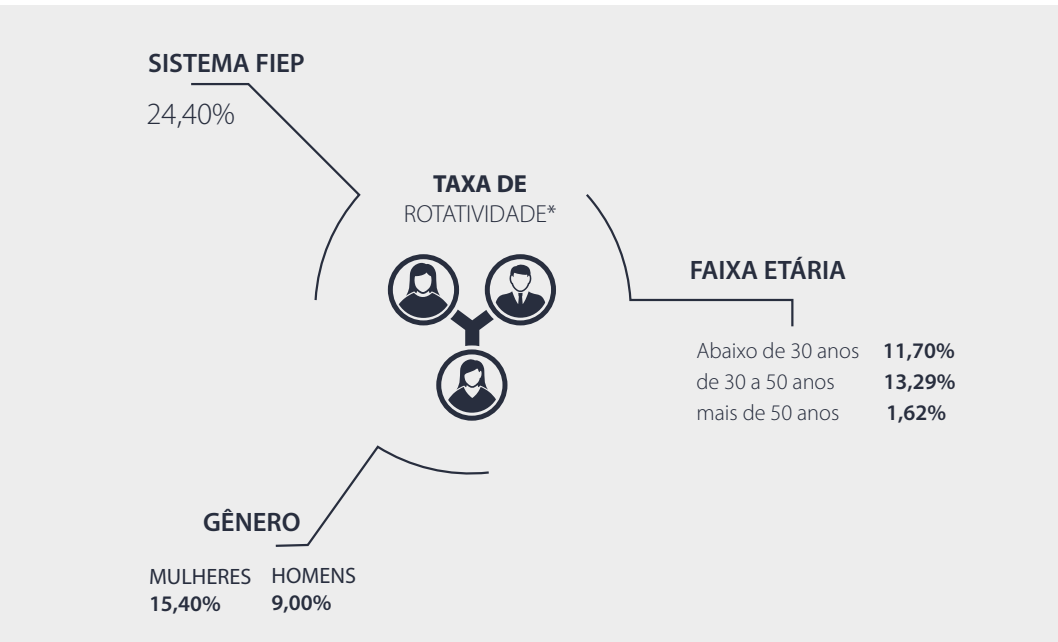 SISTEMA FIEP
24,40%
TAXA DE
ROTATIVIDADE*
FAIXA ETÁRIA
Abaixo de 30 anos 11,70%
de 30 a 50 anos 13,29%
mais de 50 anos 1,62%
GÊNERO
MULHERES HOMENS
15,40% 9,00%